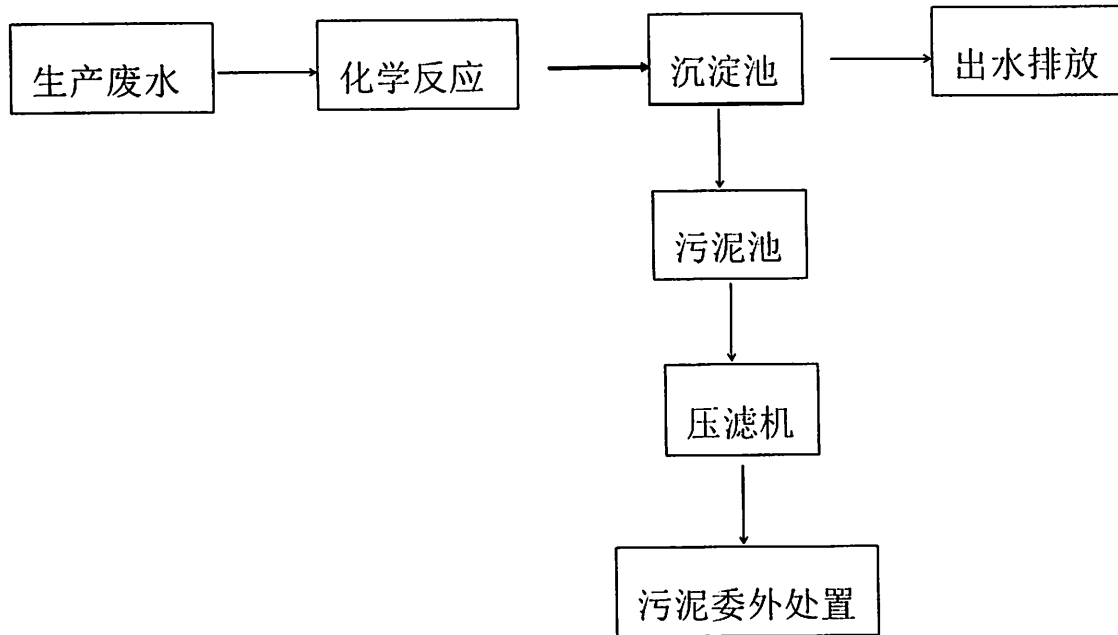 生产废水
化学反应
沉淀池
出水排放
污泥池
压滤机
污泥委外处置